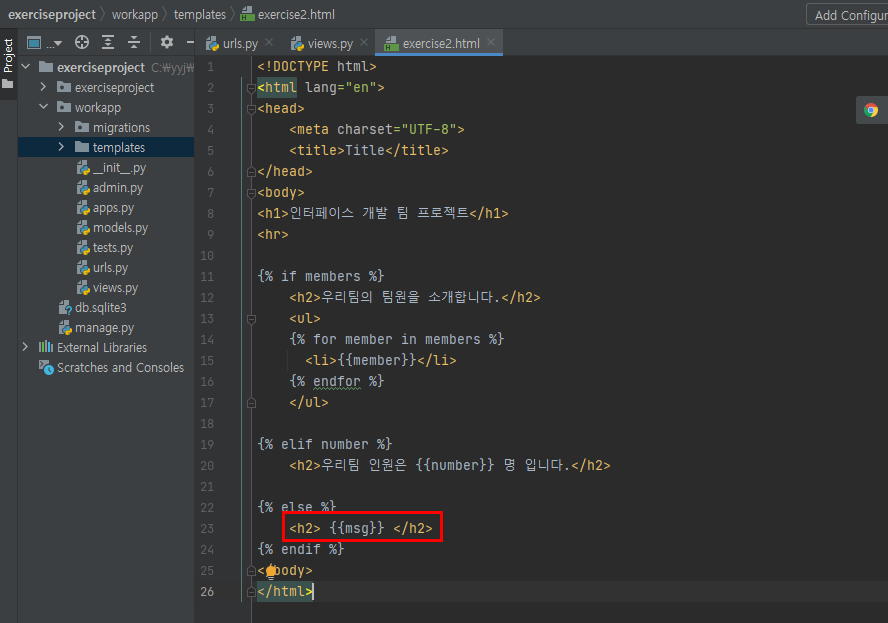 exerciseproject 〉 workapp 〉 templates 〉 exercise2.html
Add Configur
Project
...
urls.py
views.py
exercise2.html
exerciseproject C:₩yyj₩
exerciseproject
workapp
migrations
templates
__init__.py
admin.py
apps.py
models.py
tests.py
urls.py
views.py
db.sqlite3
manage.py
External Libraries
Scratches and Consoles
1 <!DOCTYPE html>
2 <html lang="en">
3 <head>
4 <meta charset="UTF-8">
5 <title>Title</title>
6 </head>
7 <body>
8 <h1>인터페이스 개발 팀 프로젝트</h1>
9 <hr>
10
11 {% if members %}
12 <h2>우리팀의 팀원을 소개합니다.</h2>
13 <ul>
14 {% for member in members %}
15 <li>{{member}}</li>
16 {% endfor %}
17 </ul>
18
19 {% elif number %}
20 <h2>우리팀 인원은 {{number}} 명 입니다.</h2>
21
22 {% else %}
23 <h2> {{msg}} </h2>
24 {% endif %}
25 </body>
26 </html>